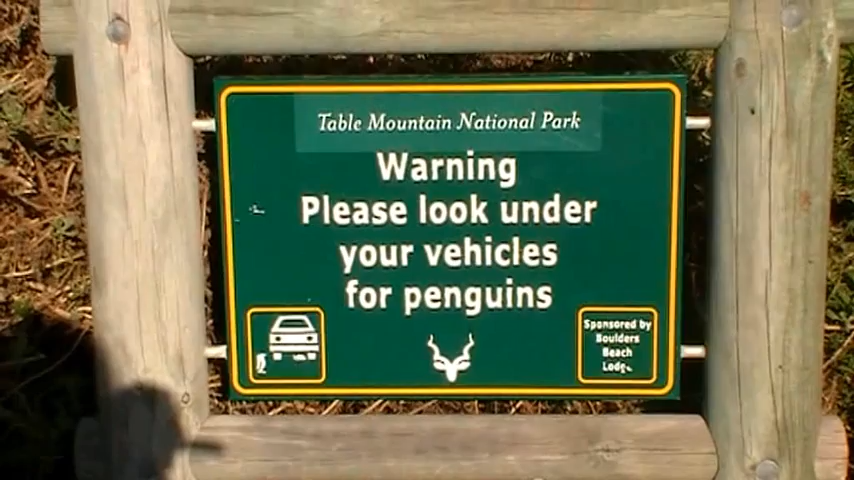 Table Mountain National Park
Warning
Please look under
your vehicles
for penguins
Sponsored by
Boulders
Beach
Lodge